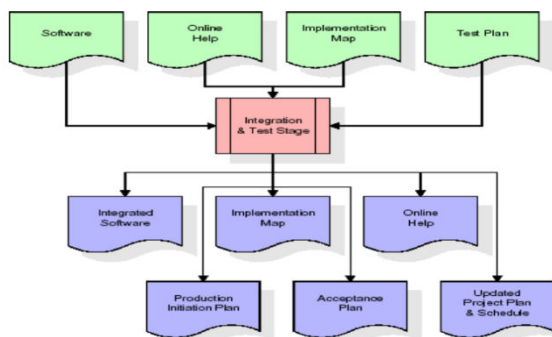 Software
Online
Help
Implementation
Map
Test Plan
Integration
& Test Stage
Integrated
Software
Implementation
Map
Online
Help
Production
Initiation Plan
Acceptance
Plan
Updated
Project Plan
& Schedule